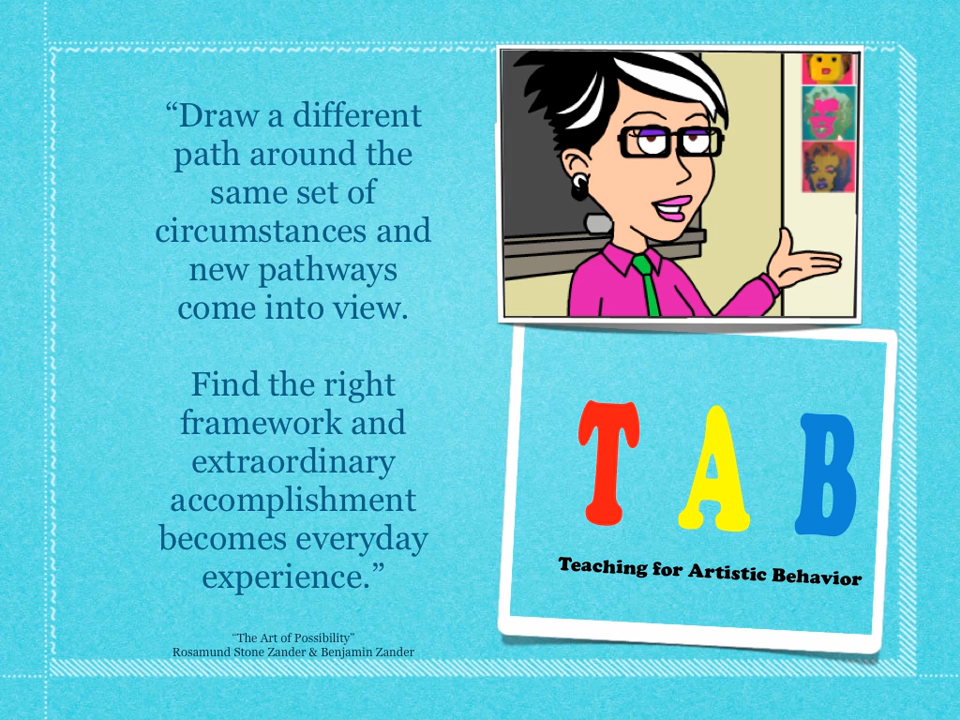 “Draw a different
path around the
same set of
circumstances and
new pathways
come into view.
Find the right
framework and
extraordinary
accomplishment
becomes everyday
experience.”
“The Art of Possibility”
Rosamund Stone Zander & Benjamin Zander
T A B
Teaching for Artistic Behavior